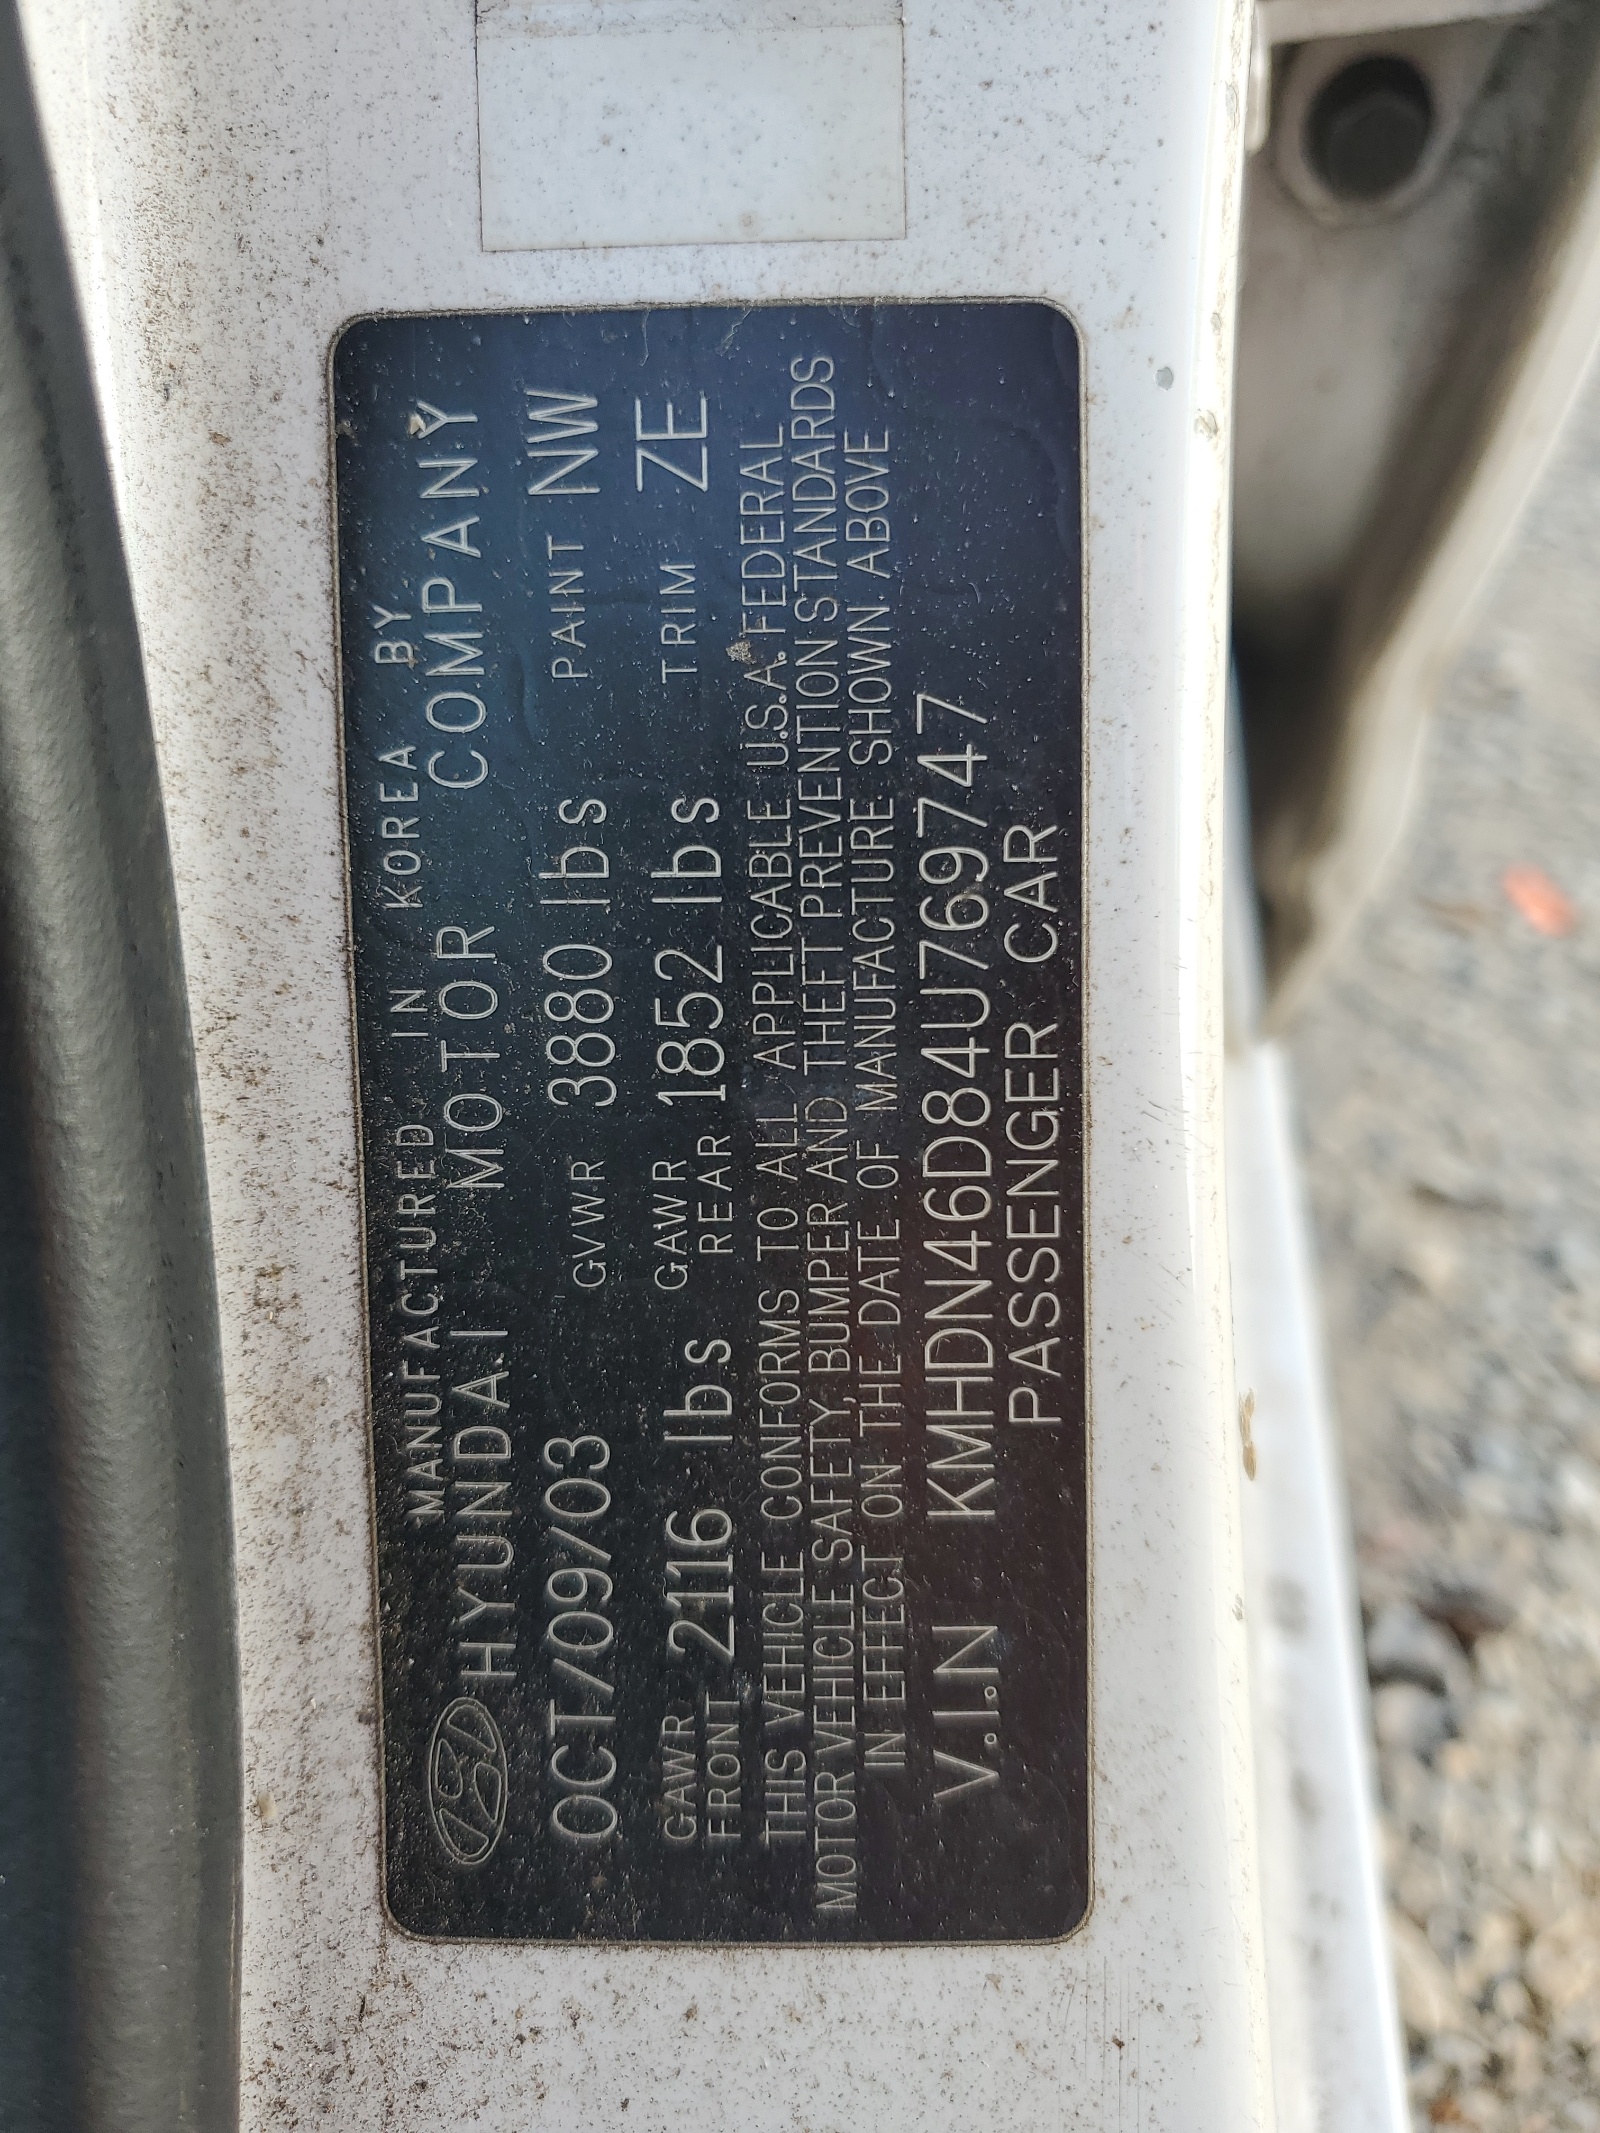 MANUFACTURED IN KOREA BY
HYUNDAI MOTOR COMPANY
OCT/09/03 GVWR 3880 lbs PAINT NW
GAWR FRONT 2116 lbs GAWR REAR 1852 lbs TRIM ZE
THIS VEHICLE CONFORMS TO ALL APPLICABLE U.S.A. FEDERAL
MOTOR VEHICLE SAFETY, BUMPER AND THEFT PREVENTION STANDARDS
IN EFFECT ON THE DATE OF MANUFACTURE SHOWN ABOVE
V.I.N KMHDN46D84U769747
PASSENGER CAR